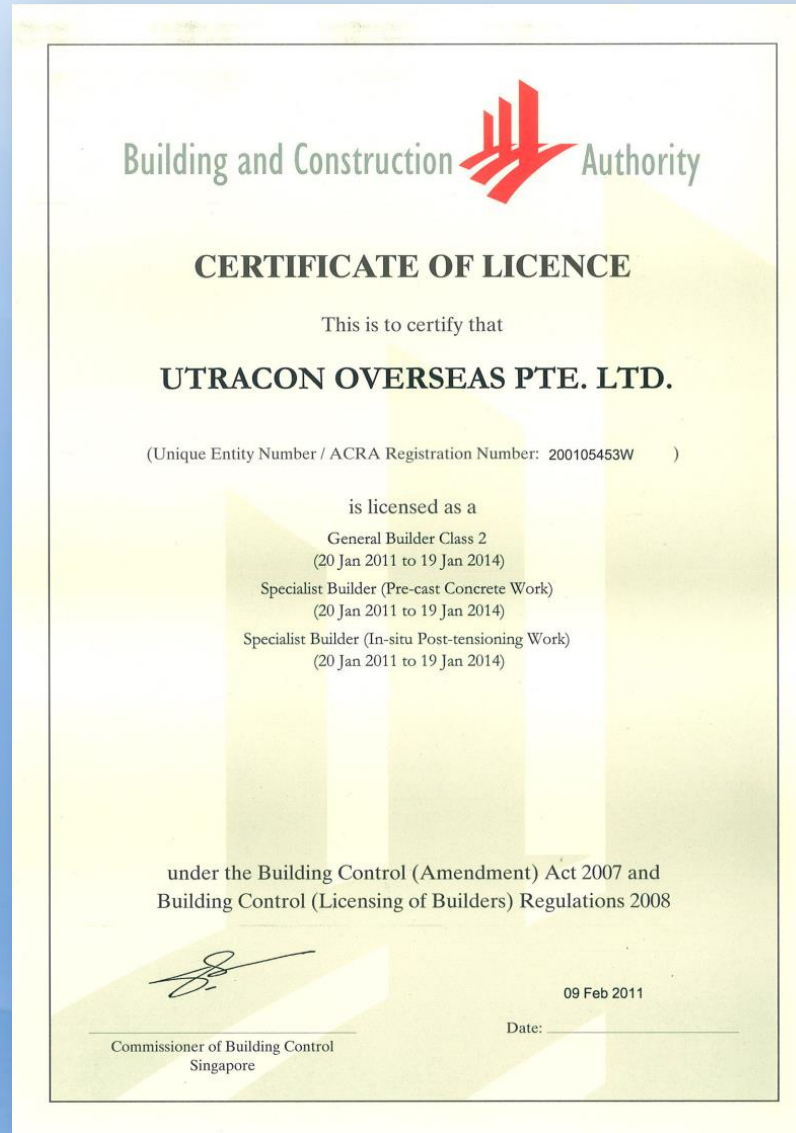 Building and Construction Authority
CERTIFICATE OF LICENCE
This is to certify that
UTRACON OVERSEAS PTE. LTD.
(Unique Entity Number / ACRA Registration Number: 200105453W )
is licensed as a
General Builder Class 2
(20 Jan 2011 to 19 Jan 2014)
Specialist Builder (Pre-cast Concrete Work)
(20 Jan 2011 to 19 Jan 2014)
Specialist Builder (In-situ Post-tensioning Work)
(20 Jan 2011 to 19 Jan 2014)
under the Building Control (Amendment) Act 2007 and
Building Control (Licensing of Builders) Regulations 2008
09 Feb 2011
Date:
Commissioner of Building Control
Singapore